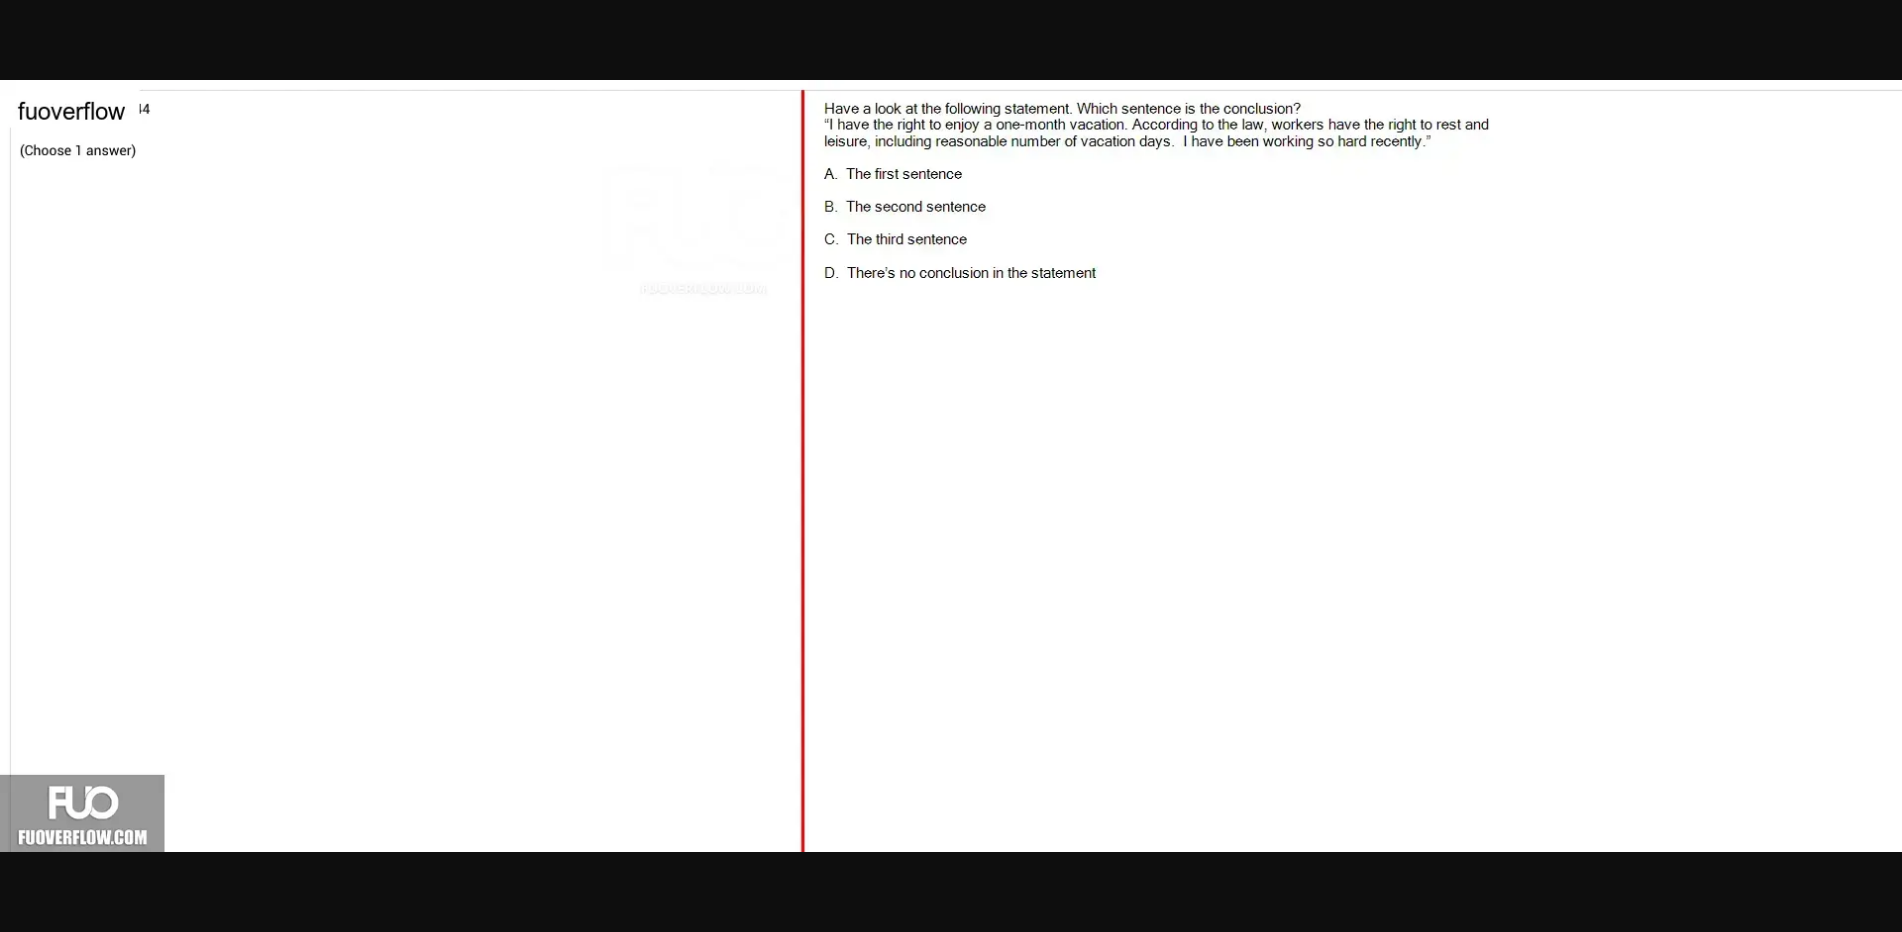 fuoverflow 14
(Choose 1 answer)
Have a look at the following statement. Which sentence is the conclusion?
“I have the right to enjoy a one-month vacation. According to the law, workers have the right to rest and
leisure, including reasonable number of vacation days.  I have been working so hard recently.”
A. The first sentence
B. The second sentence
C. The third sentence
D. There’s no conclusion in the statement
FUO
FUOVERFLOW.COM
FUO
FUOVERFLOW.COM